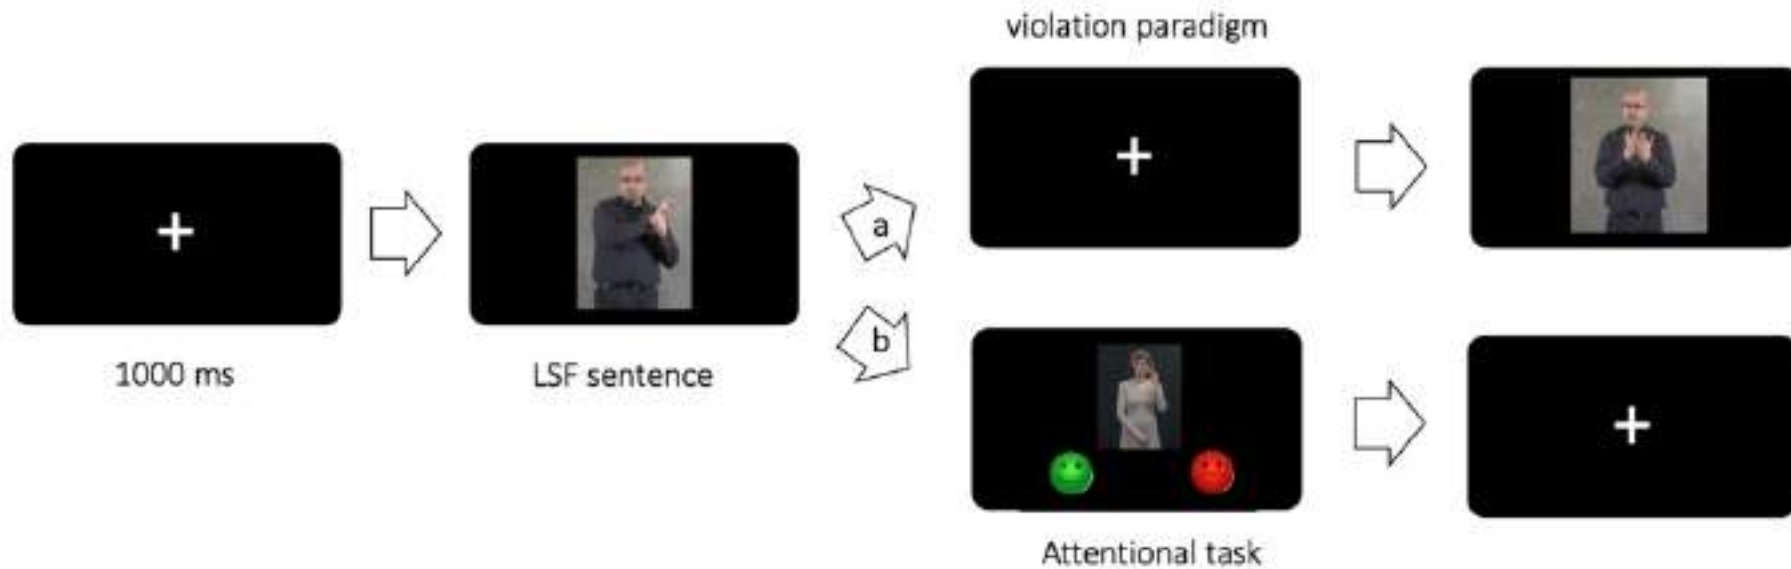 violation paradigm
a
b
1000 ms
LSF sentence
Attentional task